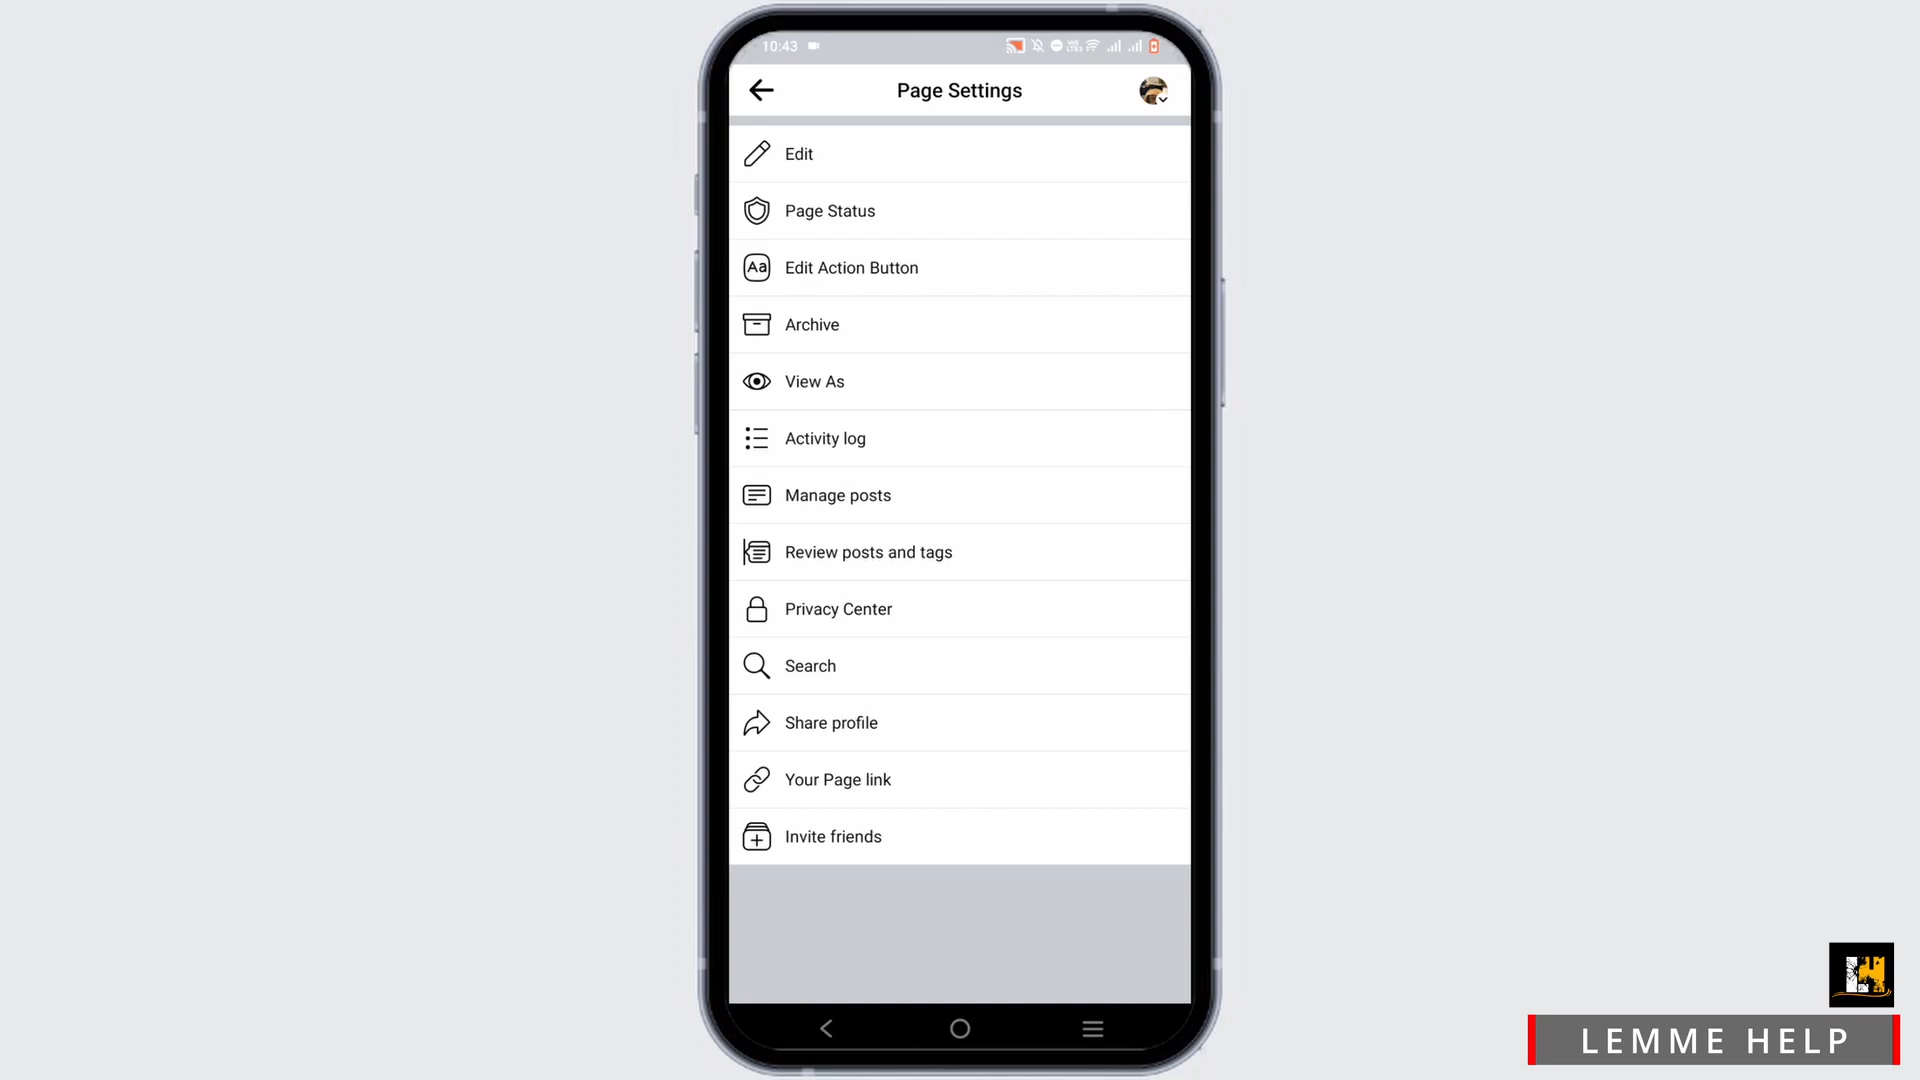 10:43
Page Settings
Edit
Page Status
Aa Edit Action Button
Archive
View As
Activity log
Manage posts
Review posts and tags
Privacy Center
Search
Share profile
Your Page link
Invite friends
LEMME HELP